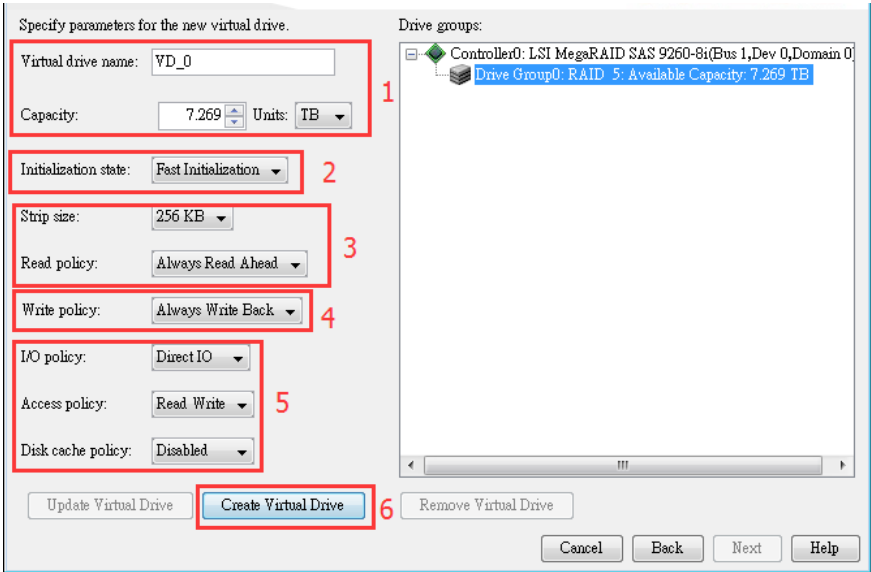 Specify parameters for the new virtual drive.
Drive groups:
Virtual drive name: VD_0
Capacity: 7.269 Units: TB
1
Initialization state: Fast Initialization
2
Strip size: 256 KB
Read policy: Always Read Ahead
3
Write policy: Always Write Back
4
I/O policy: Direct IO
Access policy: Read Write
5
Disk cache policy: Disabled
Controller0: LSI MegaRAID SAS 9260-8i(Bus 1,Dev 0,Domain 0
Drive Group0: RAID 5: Available Capacity: 7.269 TB
Update Virtual Drive
Create Virtual Drive
6
Remove Virtual Drive
Cancel
Back
Next
Help